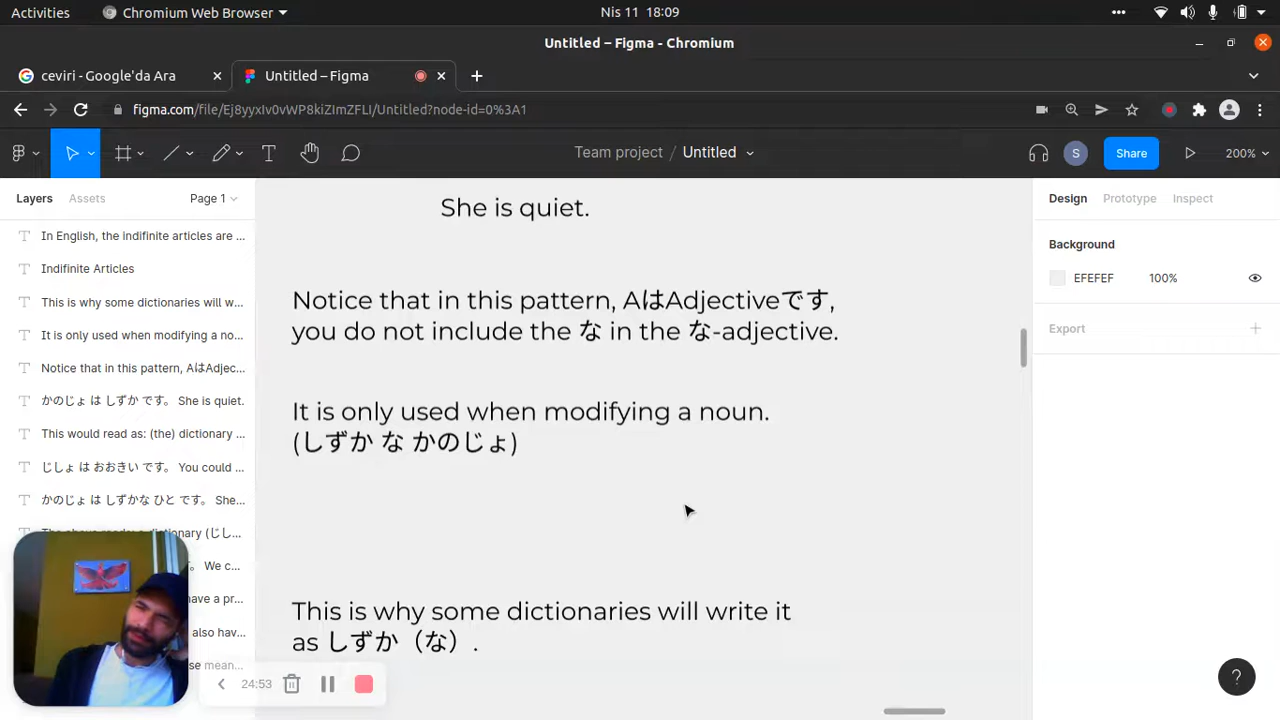 Activities
Chromium Web Browser
Nis 11 18:09
Untitled – Figma - Chromium
ceviri - Google'da Ara
Untitled – Figma
figma.com/file/Ej8yyxIv0vWP8kiZImZFLI/Untitled?node-id=0%3A1
Team project / Untitled
S
Share
200%
Layers
Assets
Page 1
Design
Prototype
Inspect
In English, the indifinite articles are ...
Indifinite Articles
This is why some dictionaries will w...
It is only used when modifying a no...
Notice that in this pattern, AはAdjec...
かのじょ は しずか です。 She is quiet.
This would read as: (the) dictionary ...
じしょ は おおきい です。 You could ...
かのじょ は しずかな ひと です。 She...
dictionary (じし...
We c...
have a pr...
also hav...
se mean...
Background
EFEFEF
100%
Export
She is quiet.
Notice that in this pattern, AはAdjectiveです,
you do not include the な in the な-adjective.
It is only used when modifying a noun.
(しずか な かのじょ)
This is why some dictionaries will write it
as しずか（な）.
24:53
?